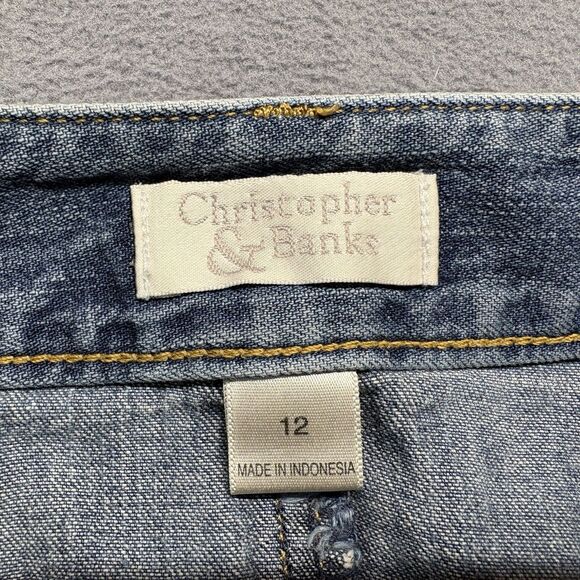 Christopher
& Banks
12
MADE IN INDONESIA